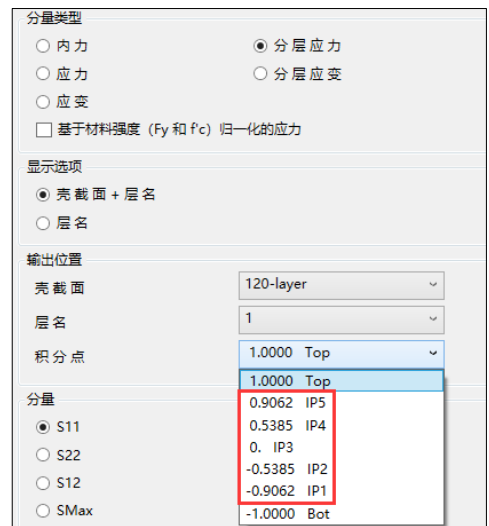 分量类型
内力 分层应力
应力 分层应变
应变
基于材料强度（Fy 和 f'c）归一化的应力
显示选项
壳截面 + 层名
层名
输出位置
壳截面 120-layer
层名 1
积分点 1.0000 Top
1.0000 Top
分量 0.9062 IP5
S11 0.5385 IP4
0. IP3
S22 -0.5385 IP2
S12 -0.9062 IP1
SMax -1.0000 Bot